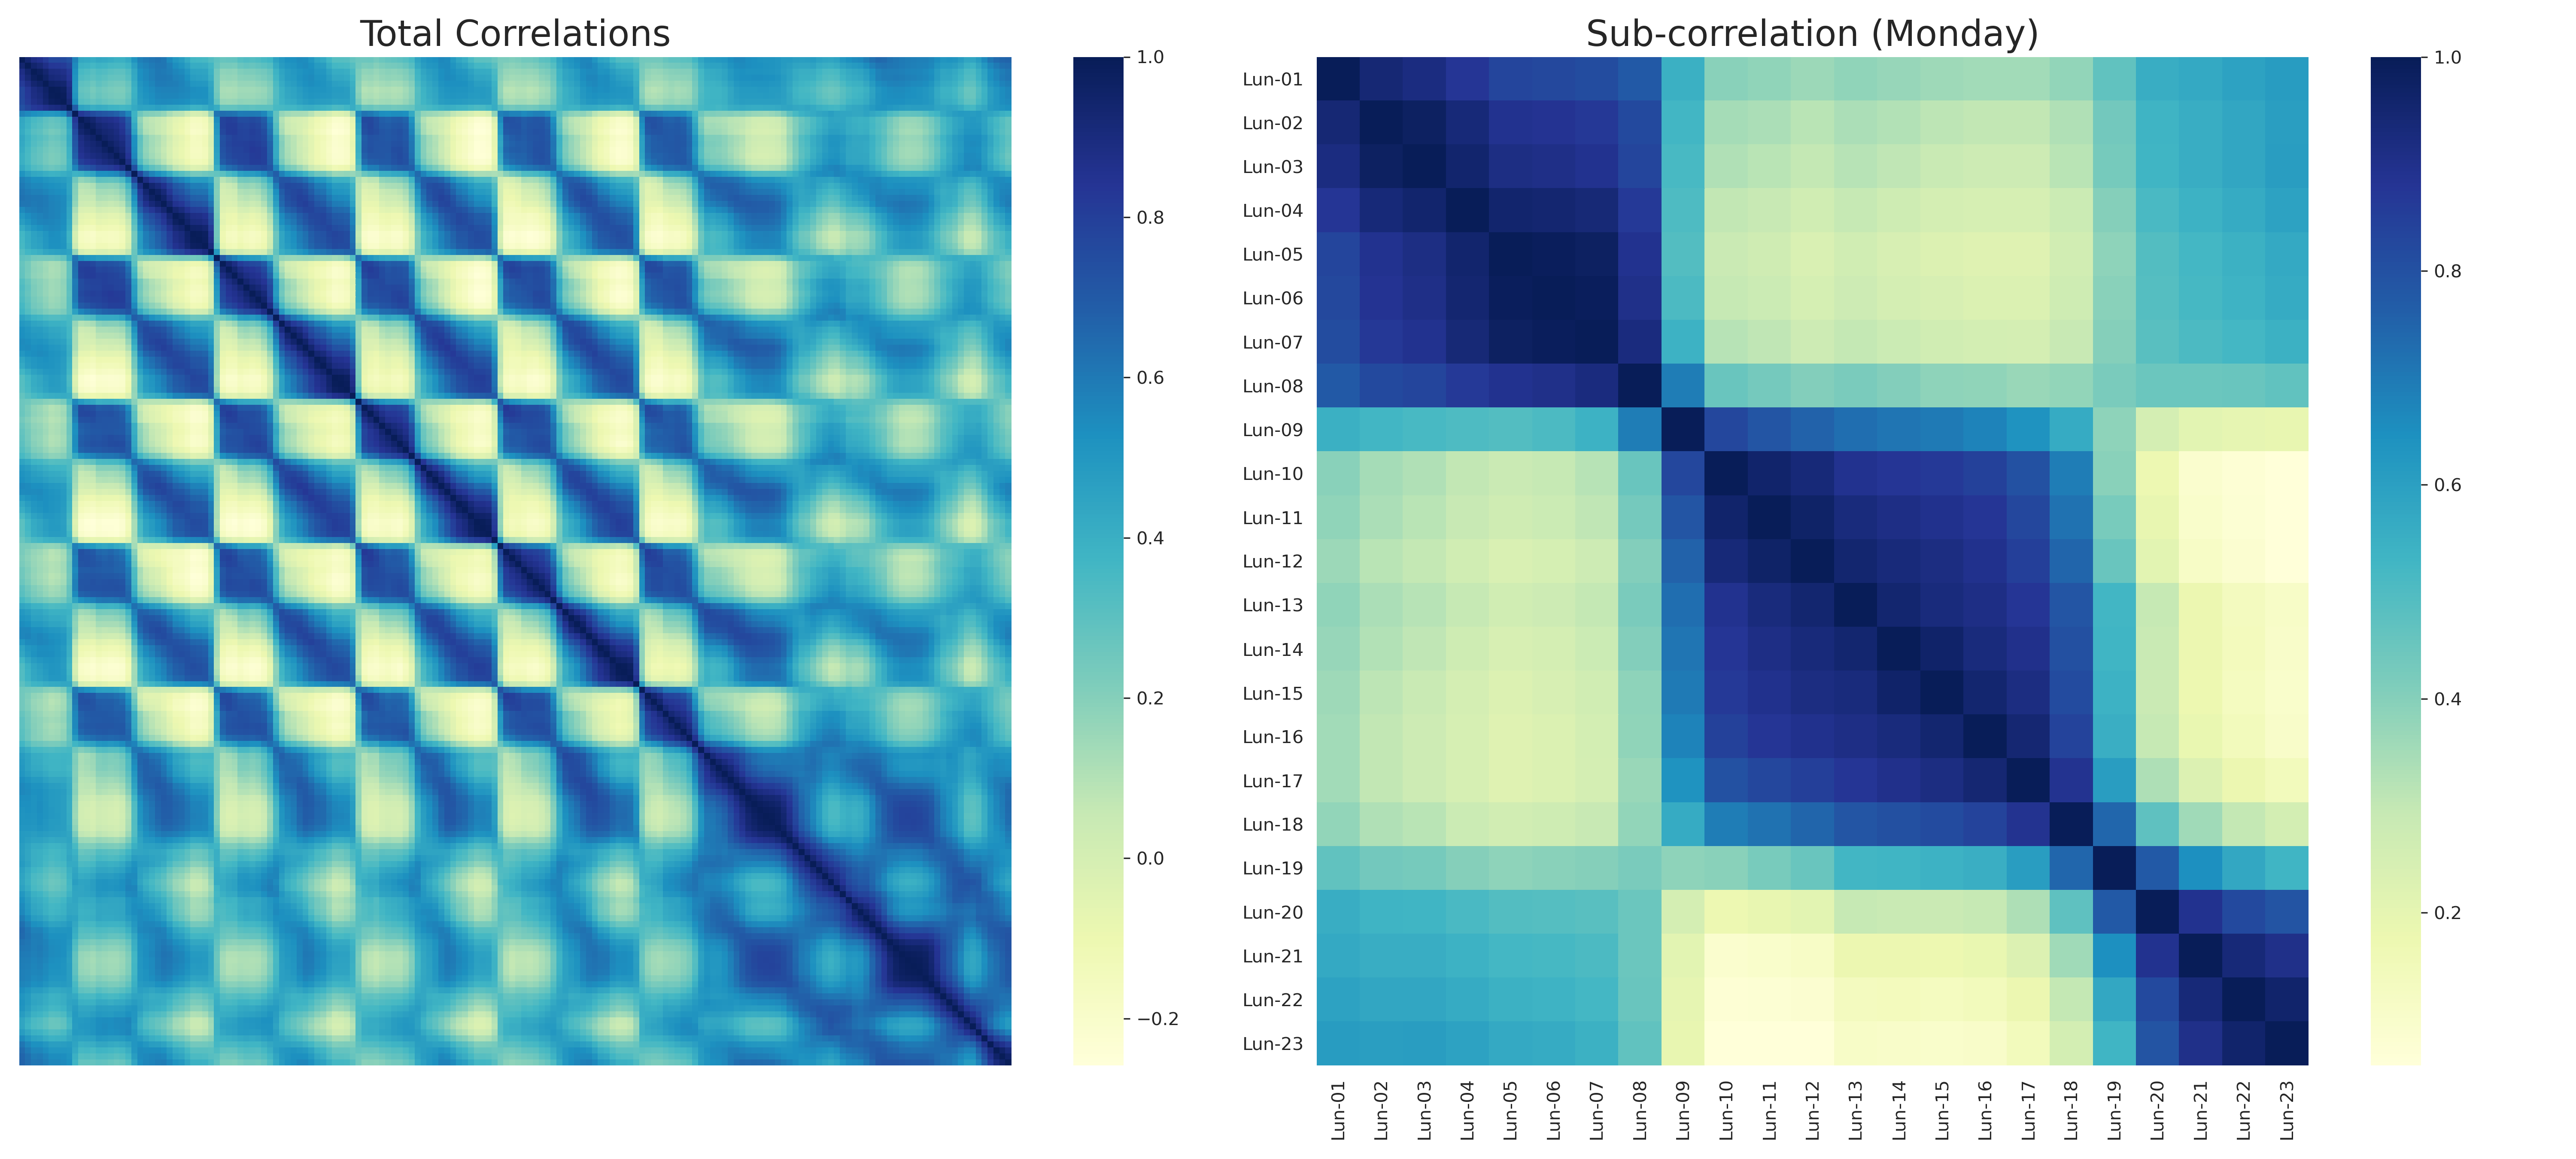 Total Correlations
1.0
0.8
0.6
0.4
0.2
0.0
−0.2
Sub-correlation (Monday)
Lun-01
Lun-02
Lun-03
Lun-04
Lun-05
Lun-06
Lun-07
Lun-08
Lun-09
Lun-10
Lun-11
Lun-12
Lun-13
Lun-14
Lun-15
Lun-16
Lun-17
Lun-18
Lun-19
Lun-20
Lun-21
Lun-22
Lun-23
Lun-01
Lun-02
Lun-03
Lun-04
Lun-05
Lun-06
Lun-07
Lun-08
Lun-09
Lun-10
Lun-11
Lun-12
Lun-13
Lun-14
Lun-15
Lun-16
Lun-17
Lun-18
Lun-19
Lun-20
Lun-21
Lun-22
Lun-23
1.0
0.8
0.6
0.4
0.2